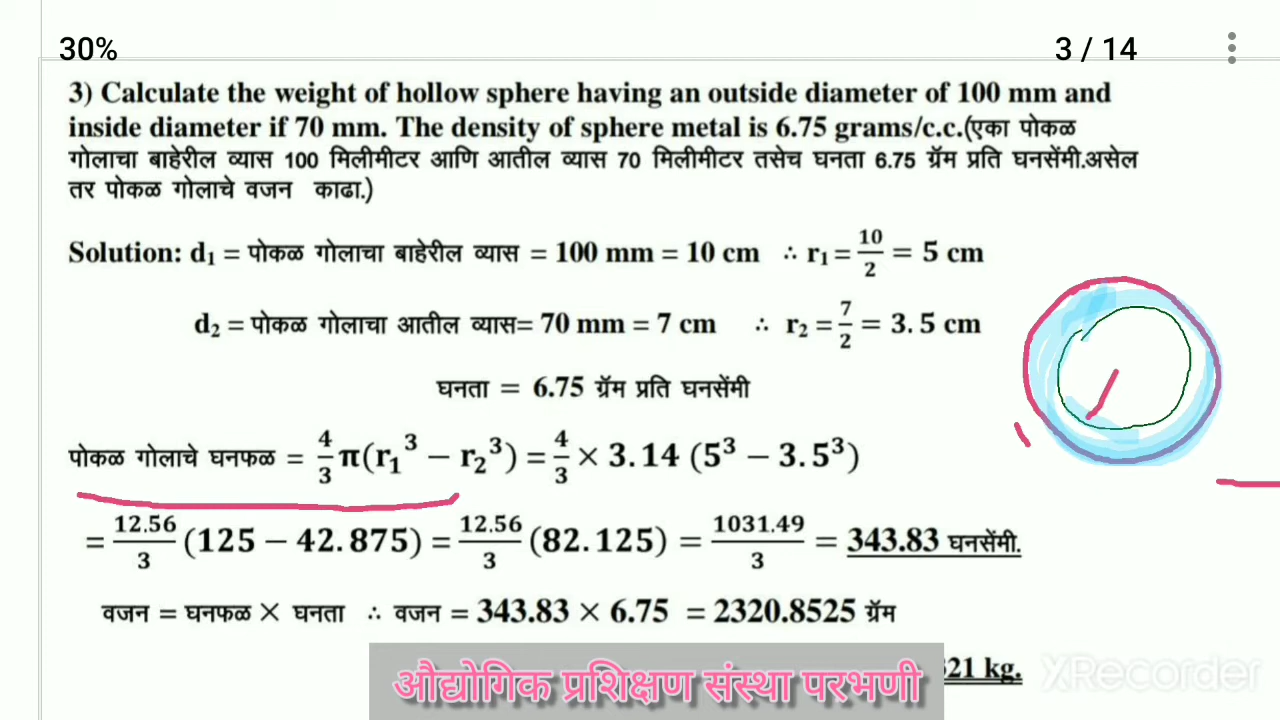 30%
3 / 14
3) Calculate the weight of hollow sphere having an outside diameter of 100 mm and
inside diameter if 70 mm. The density of sphere metal is 6.75 grams/c.c.(एका पोकळ
गोलाचा बाहेरील व्यास 100 मिलीमीटर आणि आतील व्यास 70 मिलीमीटर तसेच घनता 6.75 ग्रॅम प्रति घनसेंमी.असेल
तर पोकळ गोलाचे वजन काढा.)
Solution: d₁ = पोकळ गोलाचा बाहेरील व्यास = 100 mm = 10 cm ∴ r₁ = 10/2 = 5 cm
d₂ = पोकळ गोलाचा आतील व्यास= 70 mm = 7 cm ∴ r₂ = 7/2 = 3.5 cm
घनता = 6.75 ग्रॅम प्रति घनसेंमी
पोकळ गोलाचे घनफळ = 4/3 π(r₁³ − r₂³) = 4/3 × 3.14 (5³ − 3.5³)
= 12.56/3 (125 − 42.875) = 12.56/3 (82.125) = 1031.49/3 = 343.83 घनसेंमी.
वजन = घनफळ × घनता ∴ वजन = 343.83 × 6.75 = 2320.8525 ग्रॅम
21 kg.
औद्योगिक प्रशिक्षण संस्था परभणी
XRecorder